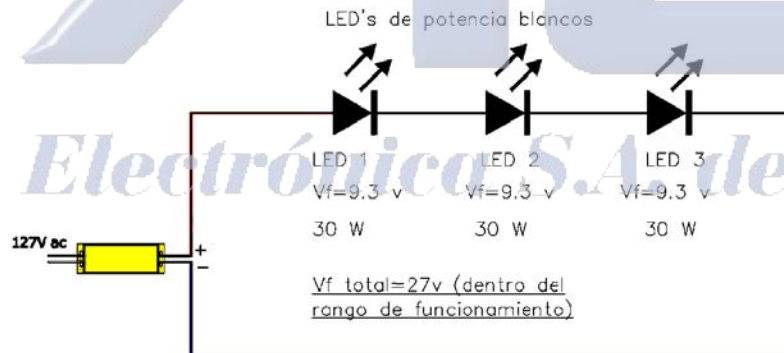 LED's de potencia blancos
Electrónica S.A. de
LED 1 LED 2 LED 3
Vf=9.3 v Vf=9.3 v Vf=9.3 v
30 W 30 W 30 W
127V ac
+
−
Vf total=27v (dentro del
rango de funcionamiento)